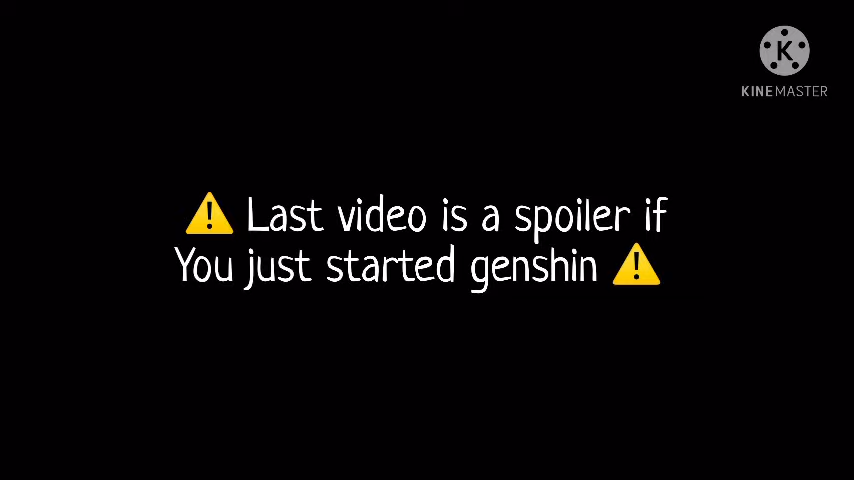 K
KINEMASTER
⚠️ Last video is a spoiler if
You just started genshin ⚠️